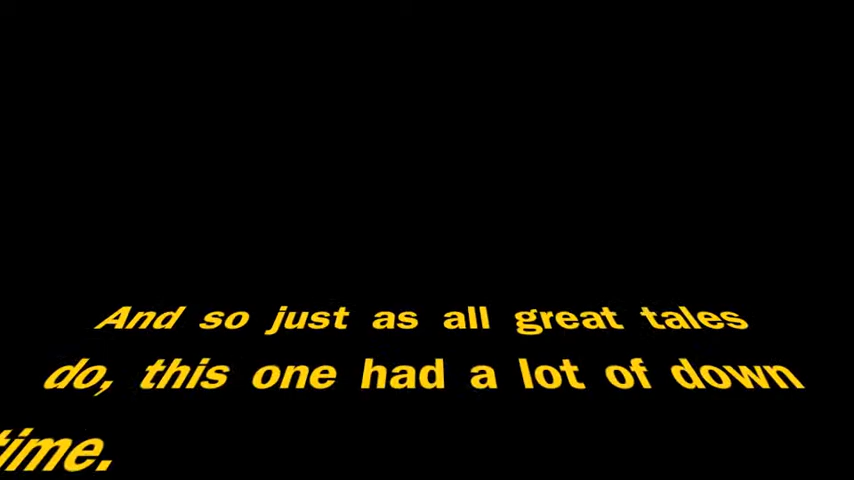 And so just as all great tales
do, this one had a lot of down
time.